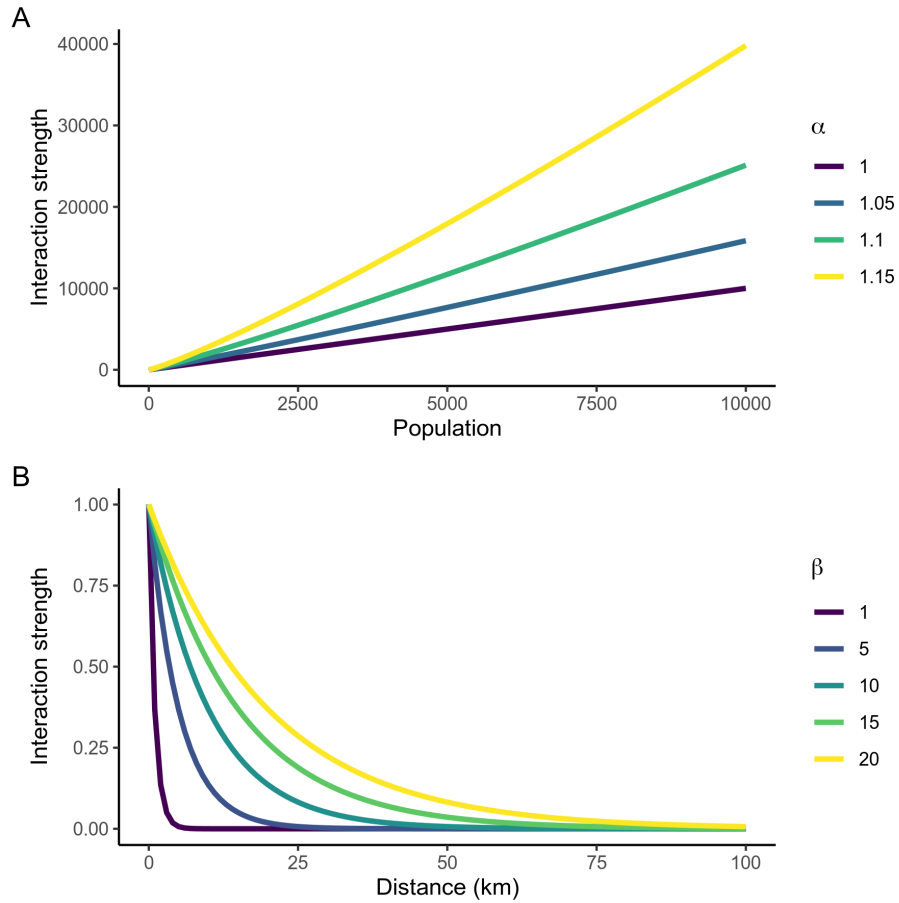 A
Interaction strength
40000
30000
20000
10000
0
0 2500 5000 7500 10000
Population
α
1
1.05
1.1
1.15
B
Interaction strength
1.00
0.75
0.50
0.25
0.00
0 25 50 75 100
Distance (km)
β
1
5
10
15
20